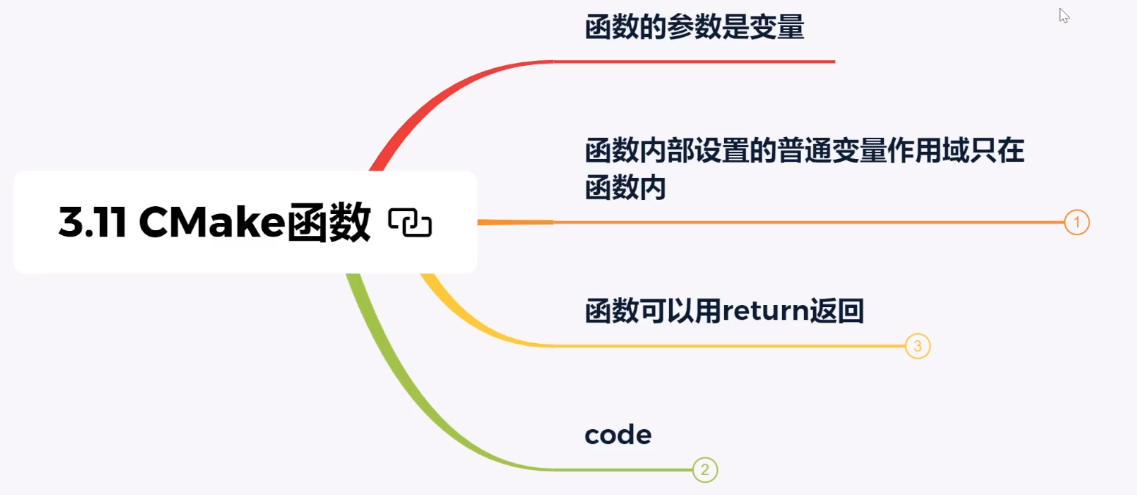 函数的参数是变量
函数内部设置的普通变量作用域只在
函数内
1
3.11 CMake函数
函数可以用return返回
3
code
2